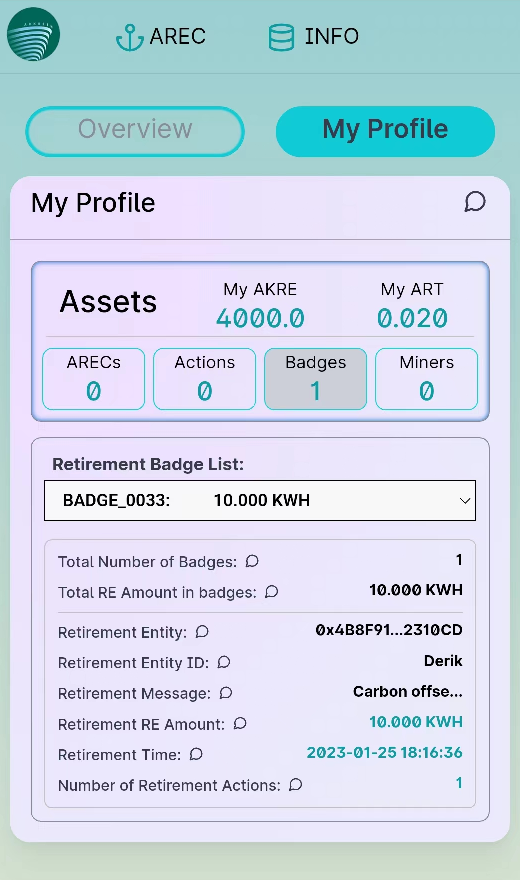 AREC INFO
Overview My Profile
My Profile
Assets My AKRE My ART
4000.0 0.020
ARECs Actions Badges Miners
0 0 1 0
Retirement Badge List:
BADGE_0033: 10.000 KWH
Total Number of Badges: 1
Total RE Amount in badges: 10.000 KWH
Retirement Entity: 0x4B8F91...2310CD
Retirement Entity ID: Derik
Retirement Message: Carbon offse...
Retirement RE Amount: 10.000 KWH
Retirement Time: 2023-01-25 18:16:36
Number of Retirement Actions: 1